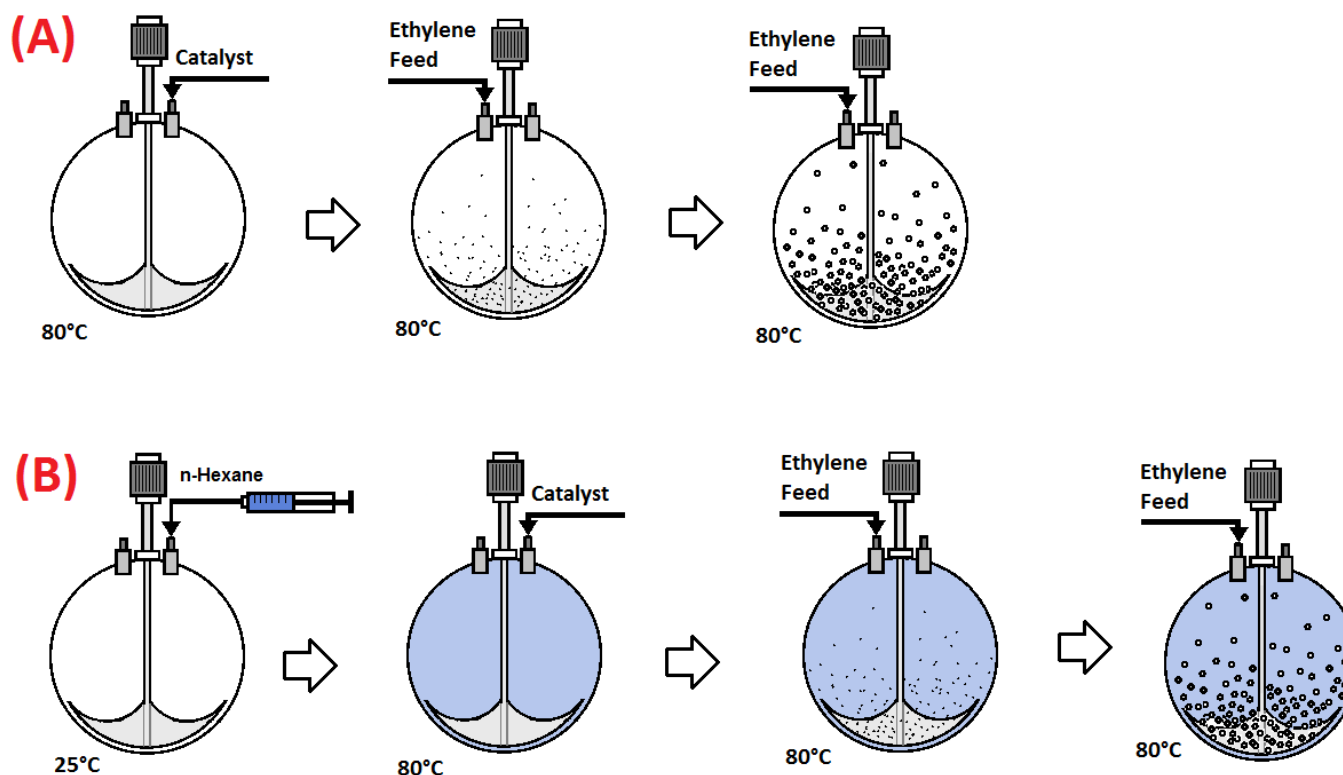 (A)
Catalyst
Ethylene
Feed
Ethylene
Feed
80°C
80°C
80°C
(B)
n-Hexane
Catalyst
Ethylene
Feed
Ethylene
Feed
25°C
80°C
80°C
80°C